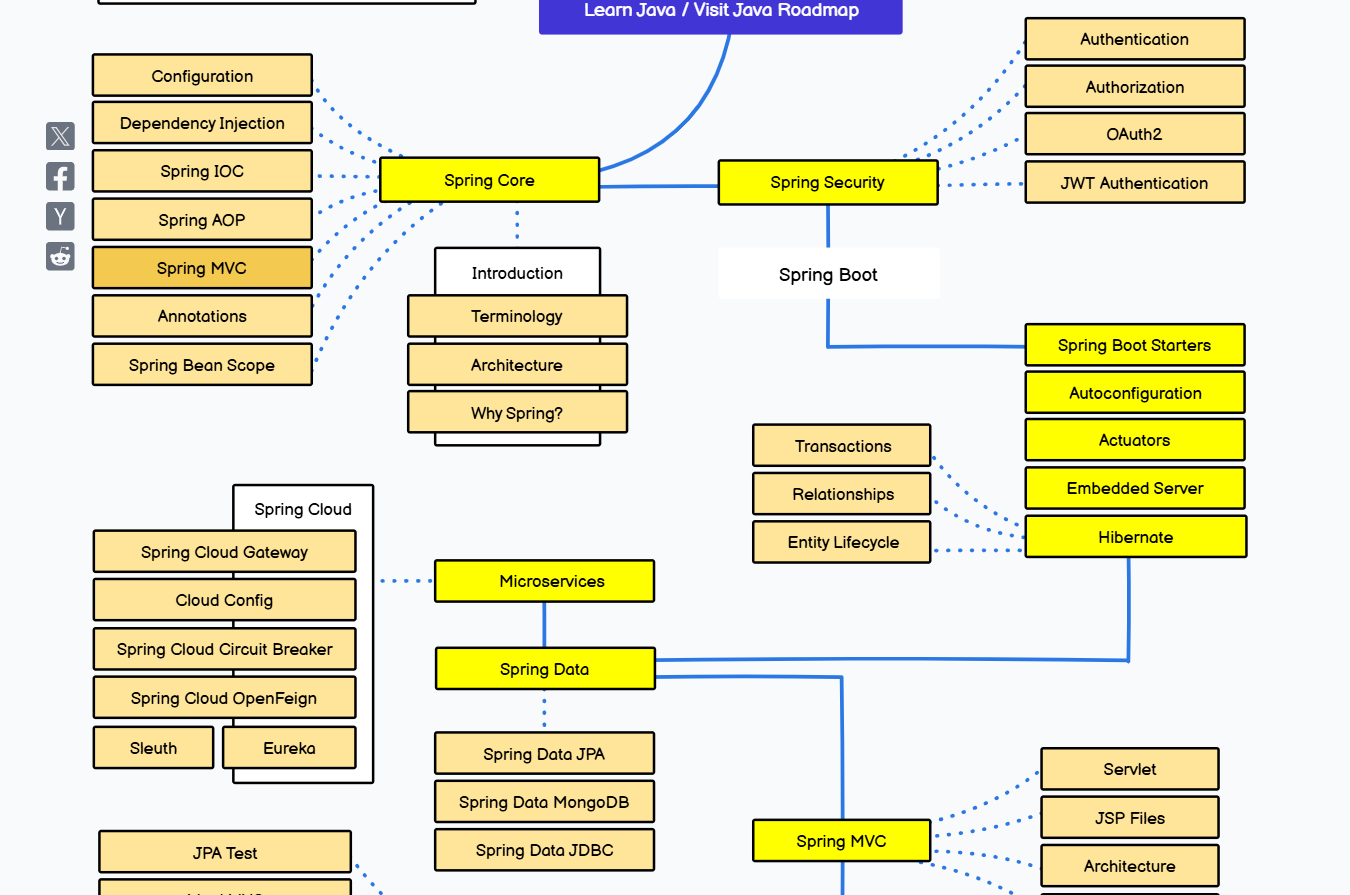 Learn Java / Visit Java Roadmap
Configuration
Dependency Injection
Spring IOC
Spring AOP
Spring MVC
Annotations
Spring Bean Scope
Spring Core
Introduction
Terminology
Architecture
Why Spring?
Spring Security
Authentication
Authorization
OAuth2
JWT Authentication
Spring Boot
Spring Boot Starters
Autoconfiguration
Actuators
Embedded Server
Hibernate
Transactions
Relationships
Entity Lifecycle
Spring Cloud
Spring Cloud Gateway
Cloud Config
Spring Cloud Circuit Breaker
Spring Cloud OpenFeign
Sleuth
Eureka
Microservices
Spring Data
Spring Data JPA
Spring Data MongoDB
Spring Data JDBC
Spring MVC
Servlet
JSP Files
Architecture
JPA Test